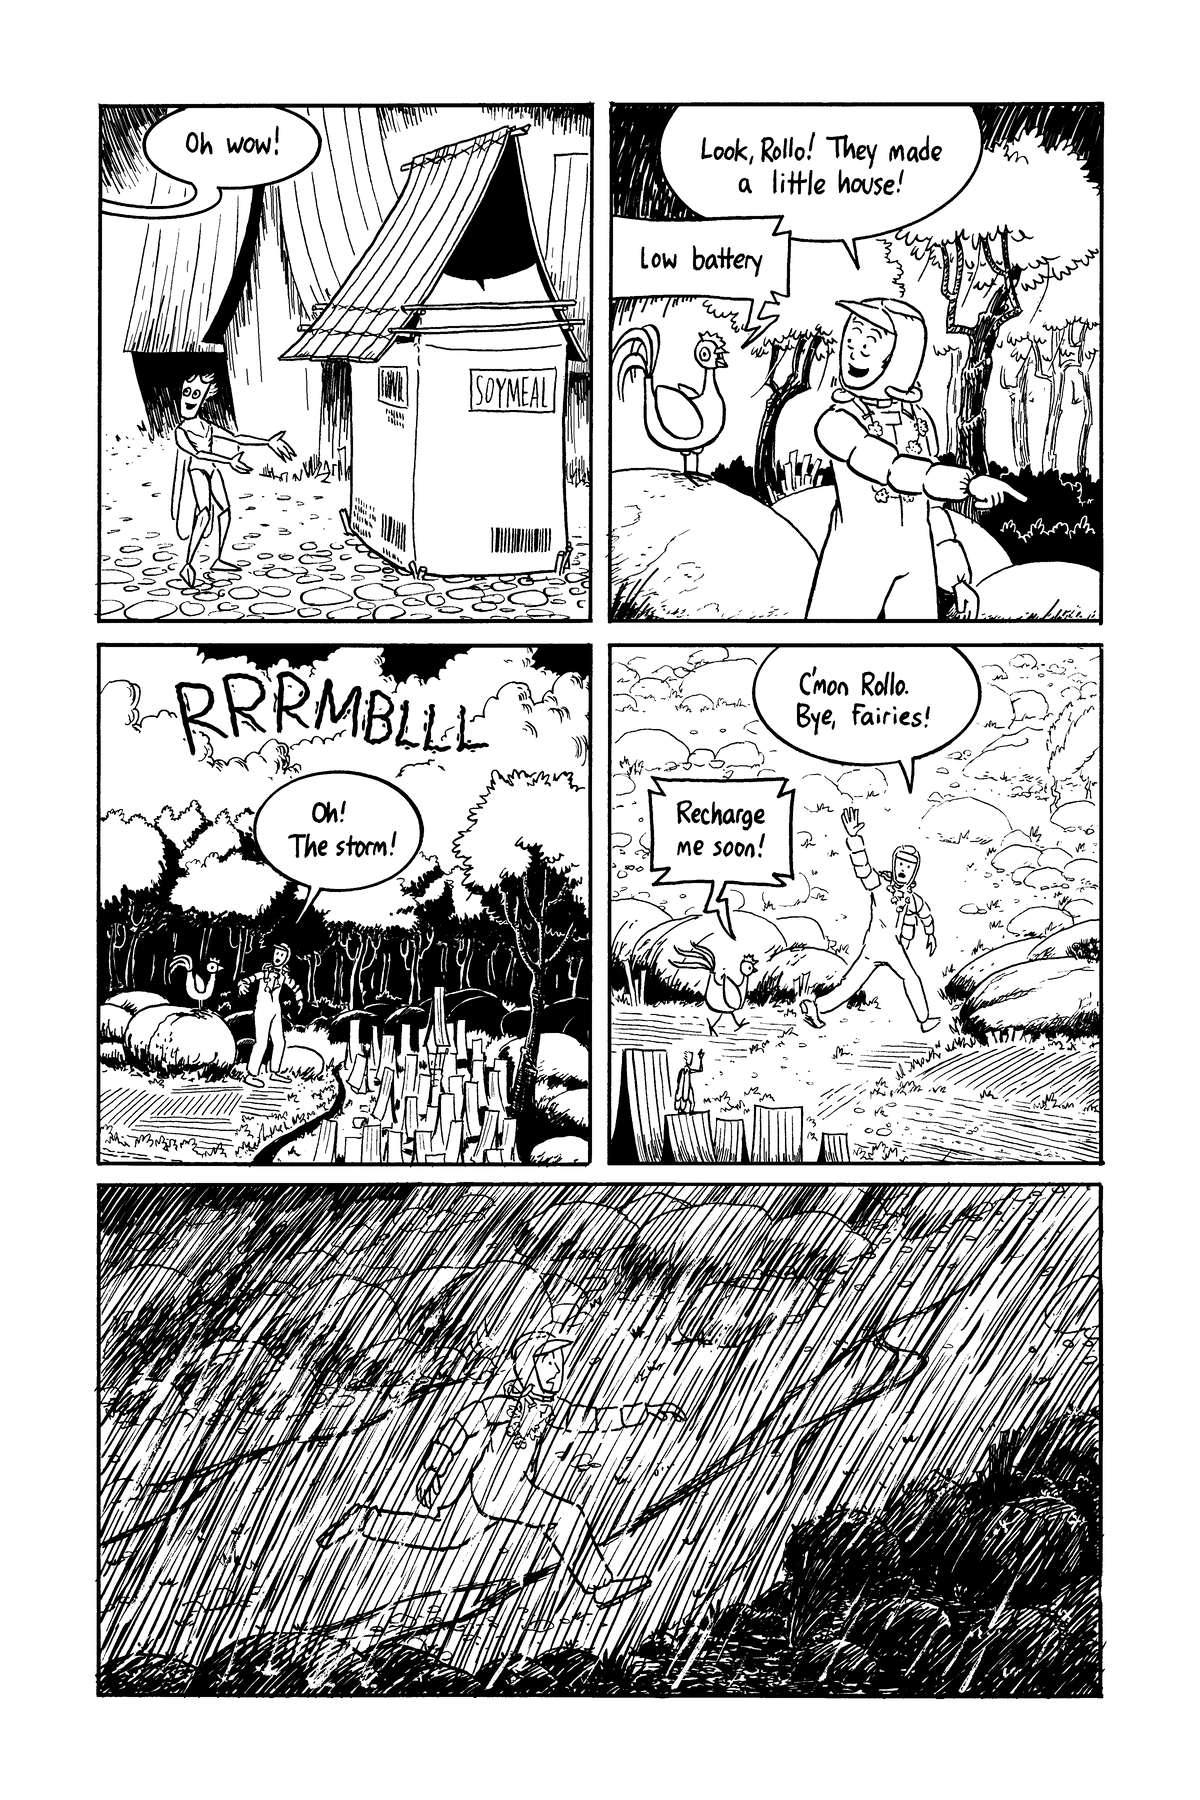 Oh wow!
SOYMEAL
Look, Rollo! They made
a little house!
Low battery
RRRMBLLL
Oh!
The storm!
C'mon Rollo.
Bye, Fairies!
Recharge
me soon!